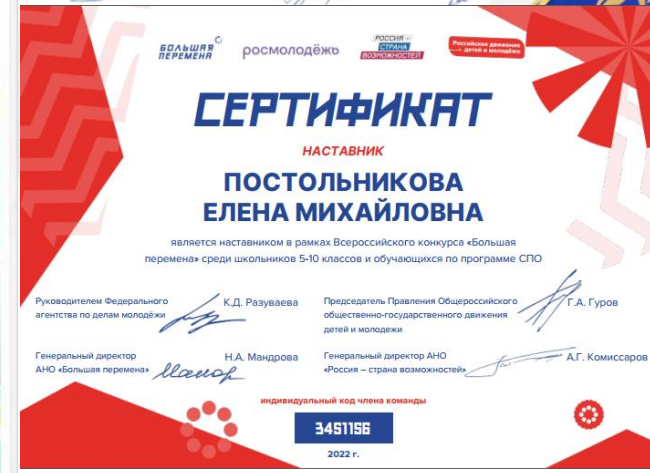 БОЛЬШАЯ
ПЕРЕМЕНА
росмолодёжь
РОССИЯ –
СТРАНА
ВОЗМОЖНОСТЕЙ
Российское движение
детей и молодёжи
СЕРТИФИКАТ
НАСТАВНИК
ПОСТОЛЬНИКОВА
ЕЛЕНА МИХАЙЛОВНА
является наставником в рамках Всероссийского конкурса «Большая
перемена» среди школьников 5-10 классов и обучающихся по программе СПО
Руководителем Федерального
агентства по делам молодёжи
К.Д. Разуваева
Председатель Правления Общероссийского
общественно-государственного движения
детей и молодежи
Г.А. Гуров
Генеральный директор
АНО «Большая перемена»
Н.А. Мандрова
Генеральный директор АНО
«Россия – страна возможностей»
А.Г. Комиссаров
индивидуальный код члена команды
3451156
2022 г.